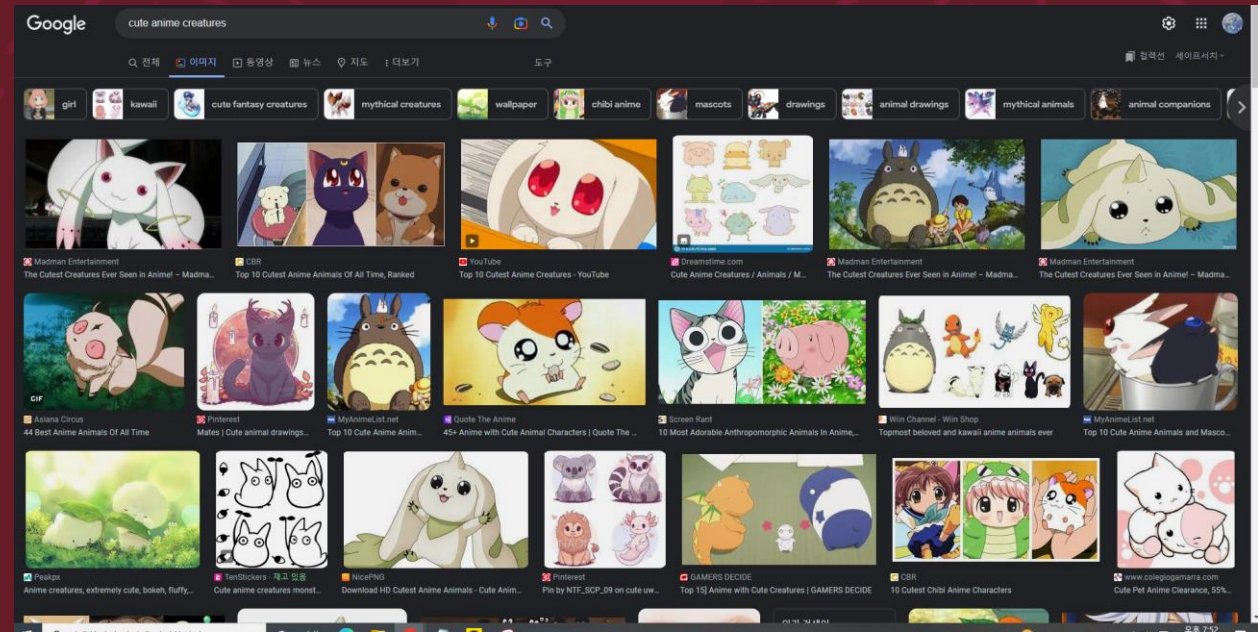 Google
cute anime creatures
전체
이미지
동영상
뉴스
지도
더보기
도구
컬렉션
세이프서치
girl
kawaii
cute fantasy creatures
mythical creatures
wallpaper
chibi anime
mascots
drawings
animal drawings
mythical animals
animal companions
Madman Entertainment
The Cutest Creatures Ever Seen in Anime! – Madma...
CBR
Top 10 Cutest Anime Animals Of All Time, Ranked
YouTube
Top 10 Cutest Anime Creatures - YouTube
Dreamstime.com
Cute Anime Creatures / Animals / M...
Madman Entertainment
The Cutest Creatures Ever Seen in Anime! – Madma...
Madman Entertainment
The Cutest Creatures Ever Seen in Anime! – Madma...
GIF
Asiana Circus
44 Best Anime Animals Of All Time
Pinterest
Mates | Cute animal drawings...
MyAnimeList.net
Top 10 Cute Anime Anim...
Quote The Anime
45+ Anime with Cute Animal Characters | Quote The ...
Screen Rant
10 Most Adorable Anthropomorphic Animals In Anime,...
Wiin Channel - Wiin Shop
Topmost beloved and kawaii anime animals ever
MyAnimeList.net
Top 10 Cute Anime Animals and Masco...
Peakpx
Anime creatures, extremely cute, bokeh, fluffy,...
TenStickers · 재고 있음
Cute anime creatures monst...
NicePNG
Download HD Cutest Anime Animals - Cute Anim...
Pinterest
Pin by NTF_SCP_09 on cute uw...
GAMERS DECIDE
Top 15] Anime with Cute Creatures | GAMERS DECIDE
CBR
10 Cutest Chibi Anime Characters
www.colegiogamarra.com
Cute Pet Anime Clearance, 55%...
오후 7:52